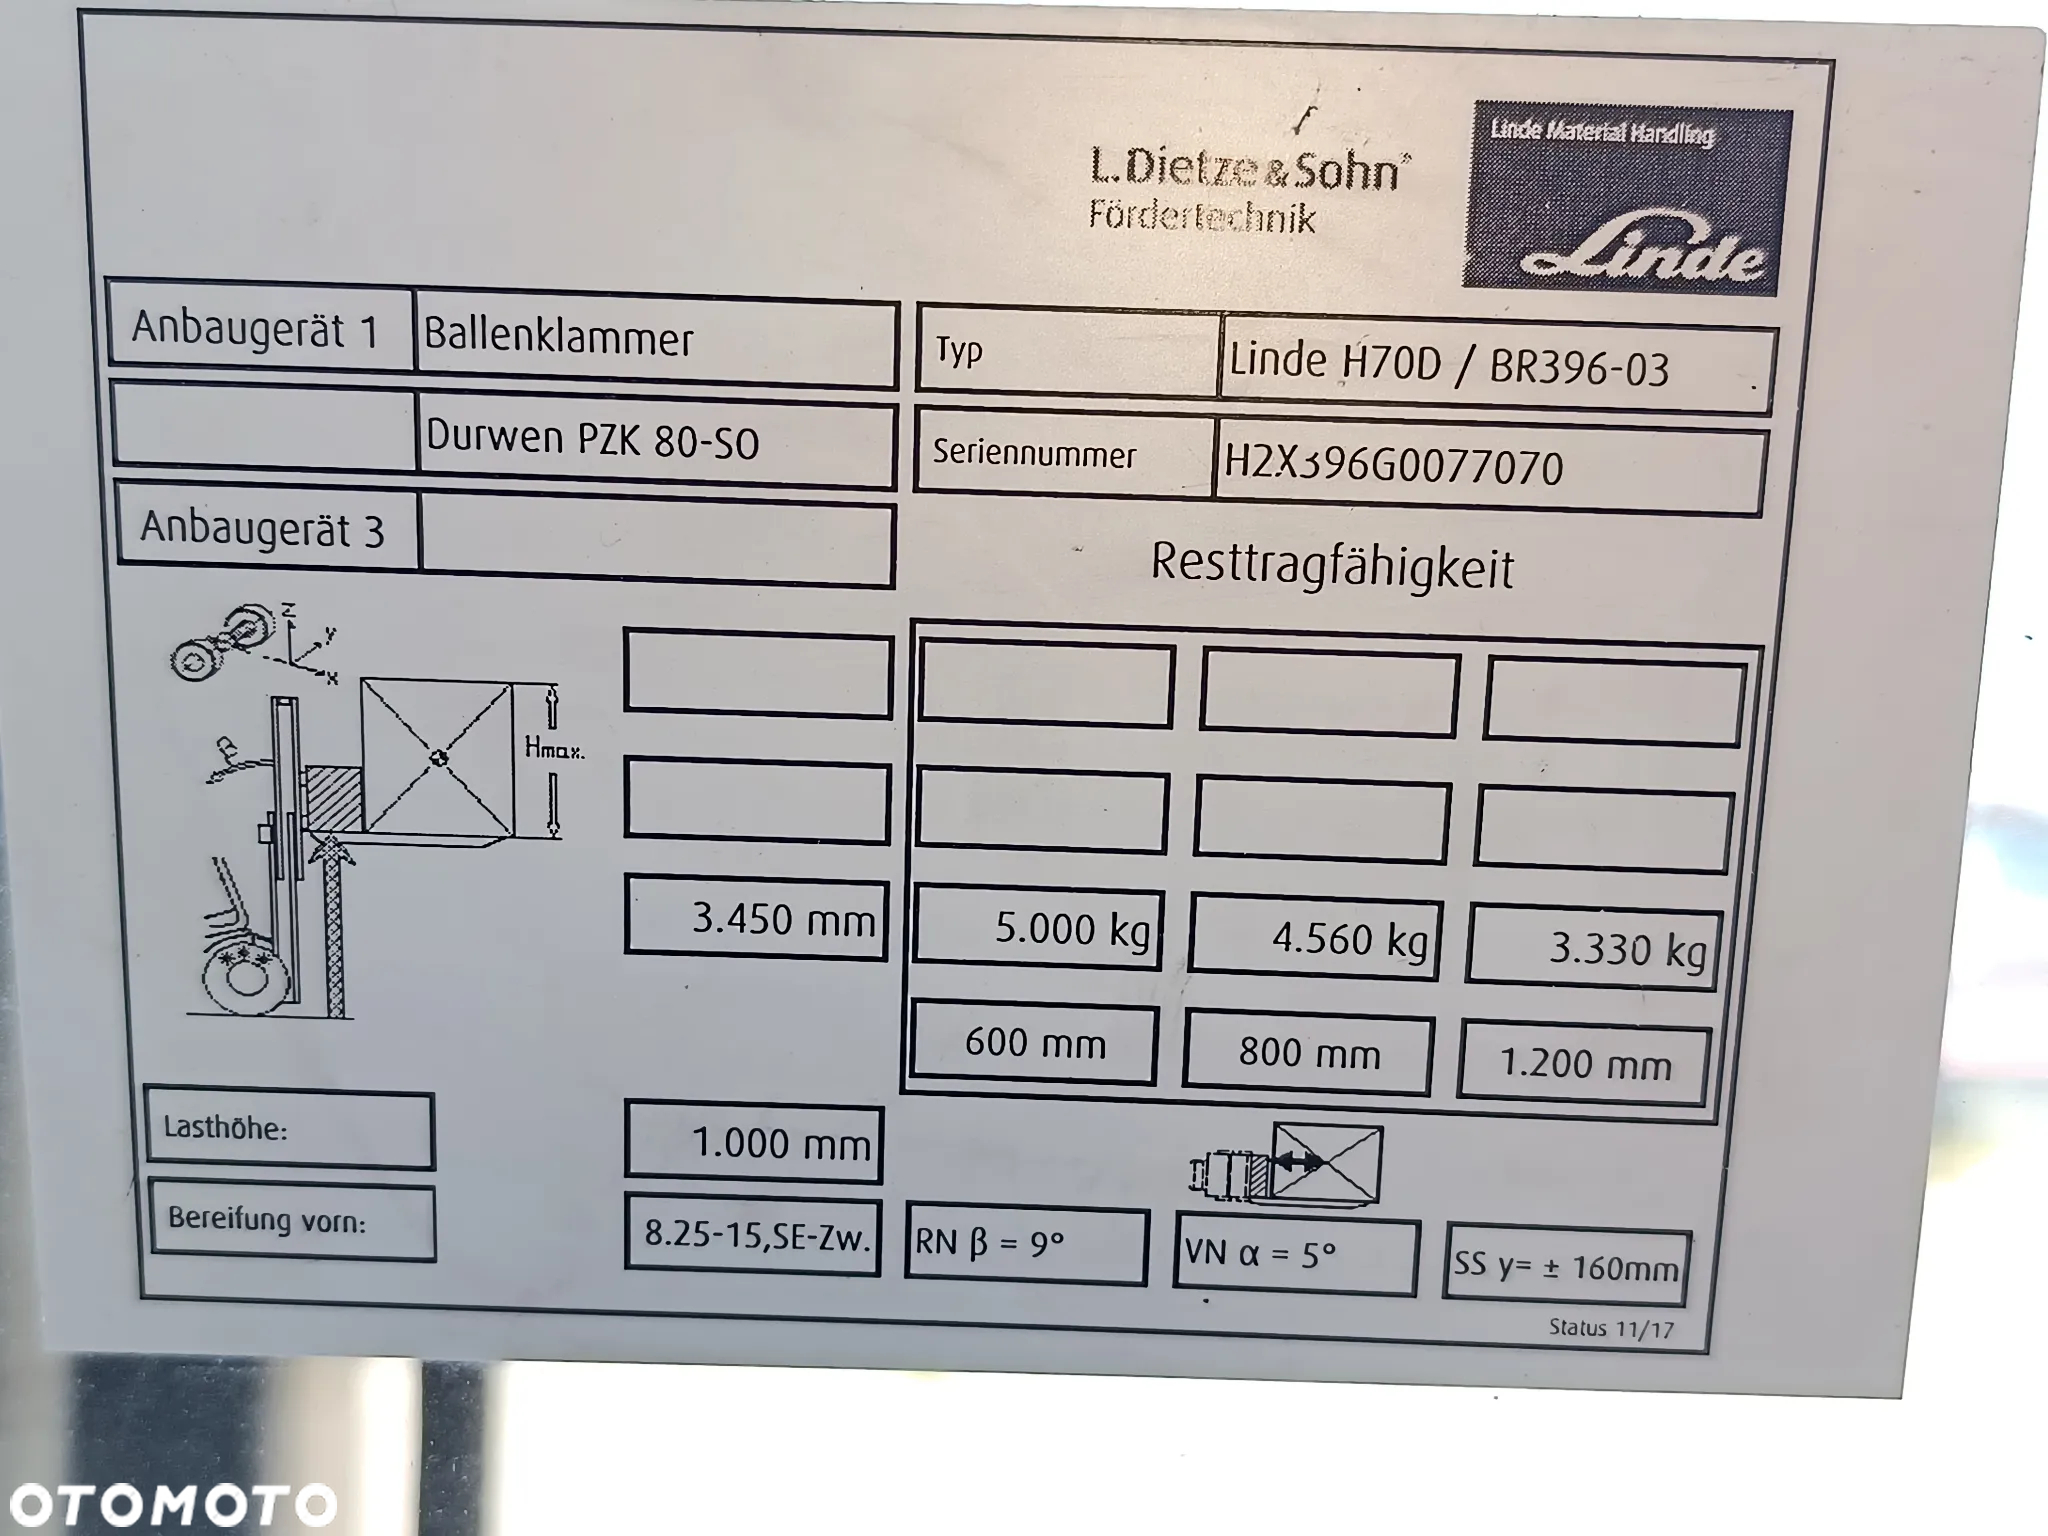 Linde Material Handling
L.Dietze&Sohn
Fördertechnik
Linde
Anbaugerät 1
Ballenklammer
Typ
Linde H70D / BR396-03
Durwen PZK 80-SO
Seriennummer
H2X396G0077070
Anbaugerät 3
Resttragfähigkeit
Z
Y
X
Hmax.
3.450 mm
5.000 kg
4.560 kg
3.330 kg
600 mm
800 mm
1.200 mm
Lasthöhe:
1.000 mm
Bereifung vorn:
8.25-15,SE-Zw.
RN β = 9°
VN α = 5°
SS y= ± 160mm
Status 11/17
OTOMOTO